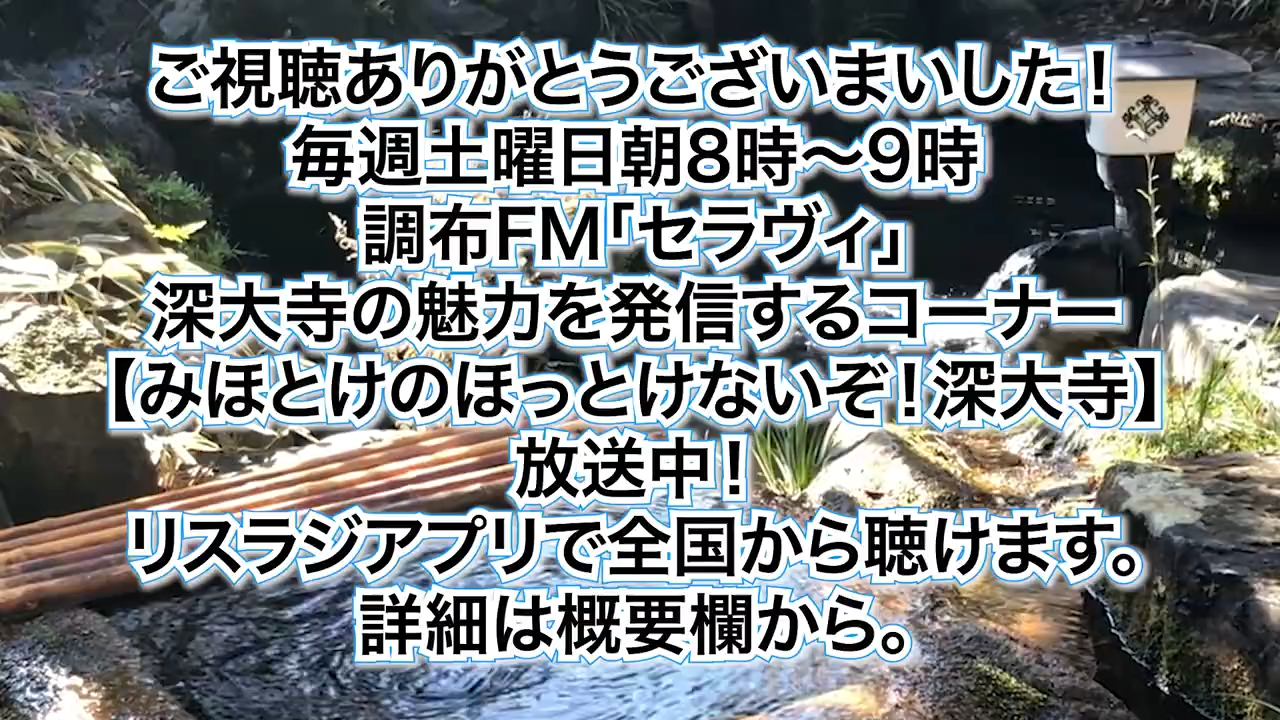 ご視聴ありがとうございまいした！
毎週土曜日朝8時〜9時
調布FM「セラヴィ」
深大寺の魅力を発信するコーナー
【みほとけのほっとけないぞ！深大寺】
放送中！
リスラジアプリで全国から聴けます。
詳細は概要欄から。